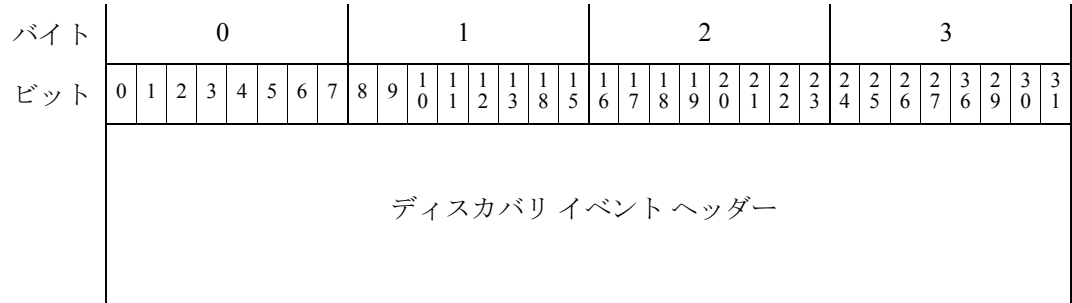 バイト 0 1 2 3
ビット 0 1 2 3 4 5 6 7 8 9 10 11 12 13 18 15 16 17 18 19 20 21 22 23 24 25 26 27 36 29 30 31
ディスカバリ イベント ヘッダー